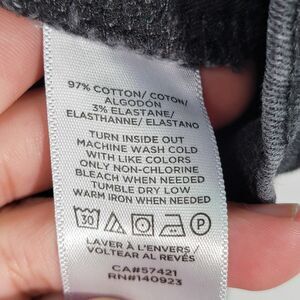 97% COTTON/ COTON/
ALGODÓN
3% ELASTANE/
ELASTHANNE/ ELASTANO
TURN INSIDE OUT
MACHINE WASH COLD
WITH LIKE COLORS
ONLY NON-CHLORINE
BLEACH WHEN NEEDED
TUMBLE DRY LOW
WARM IRON WHEN NEEDED
30 P
LAVER À L'ENVERS /
VOLTEAR AL REVÉS
CA#57421
RN#140923